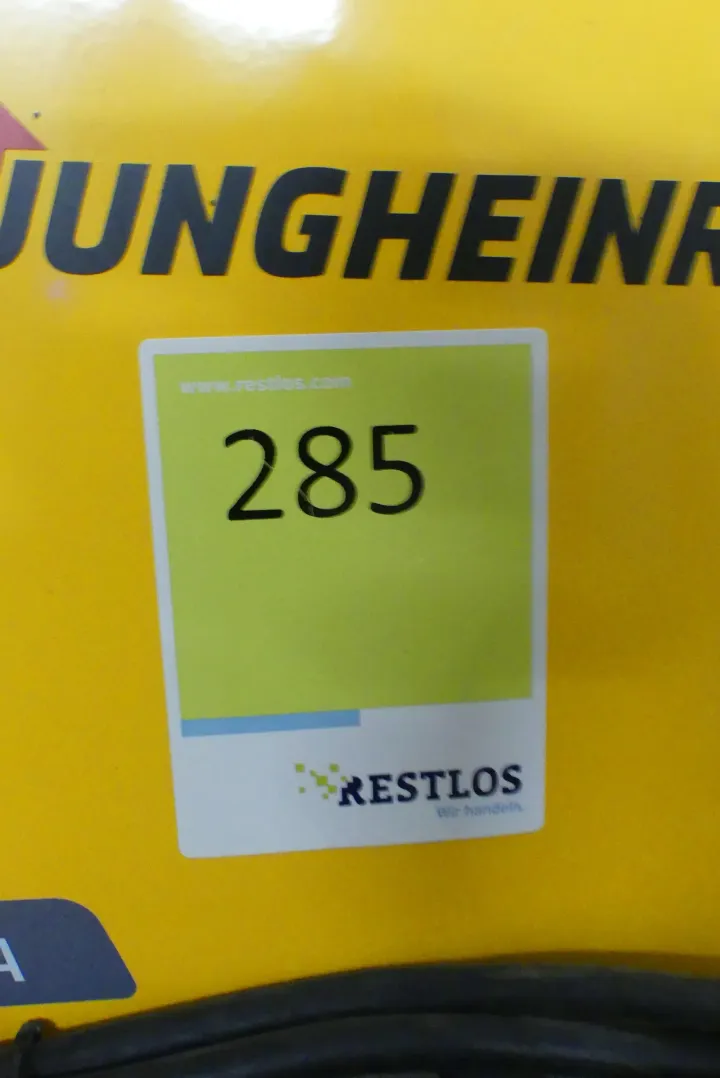 JUNGHEINR
www.restlos.com
285
RESTLOS
Wir handeln.
A